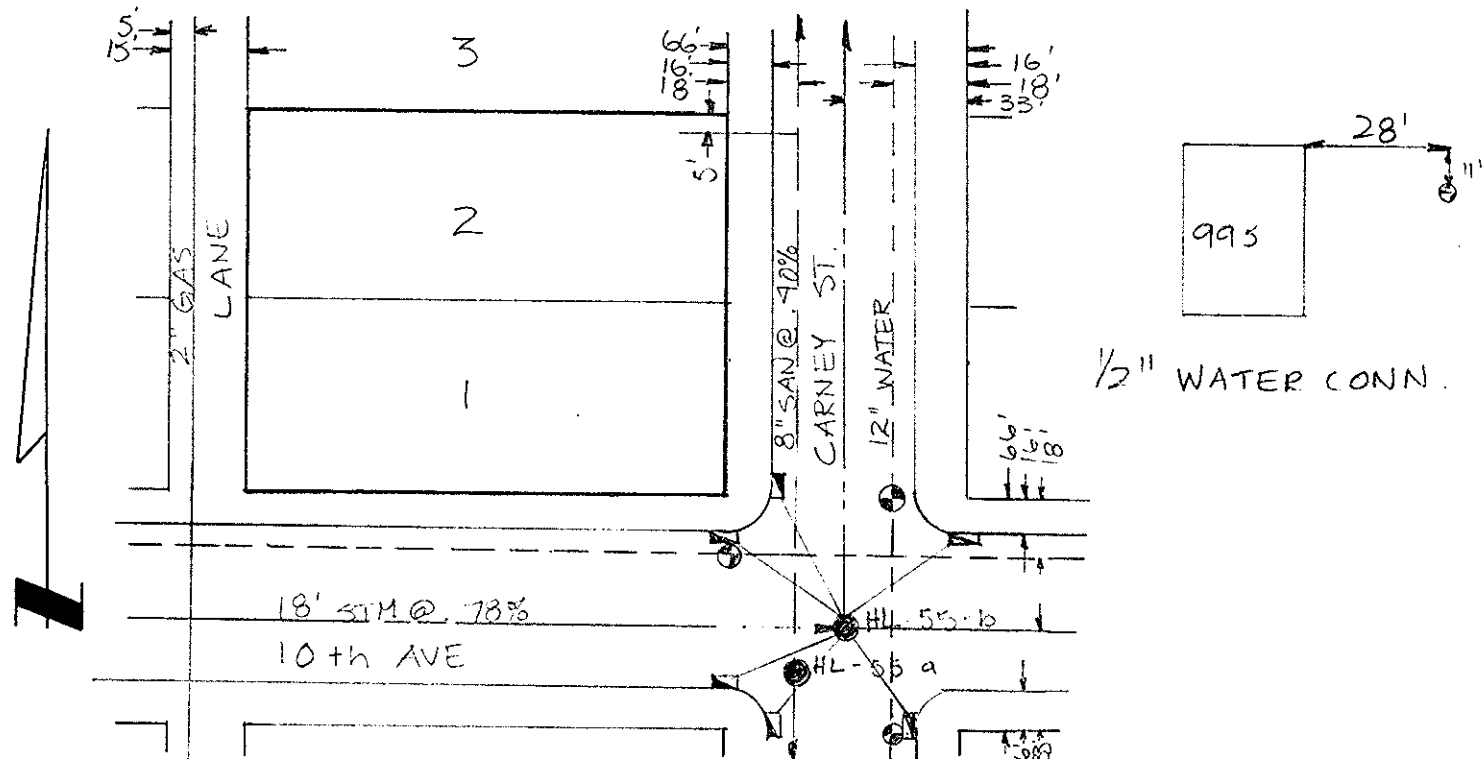 5'
15'
3
66'
16'
18'
16'
18'
33'
5'
28'
11'
2
995
2" GAS
LANE
8" SAN @ .40%
CARNEY ST.
12" WATER
1
1/2" WATER CONN.
66'
16'
18'
18' STM @ .78%
10th AVE
HL-55-b
HL-55a